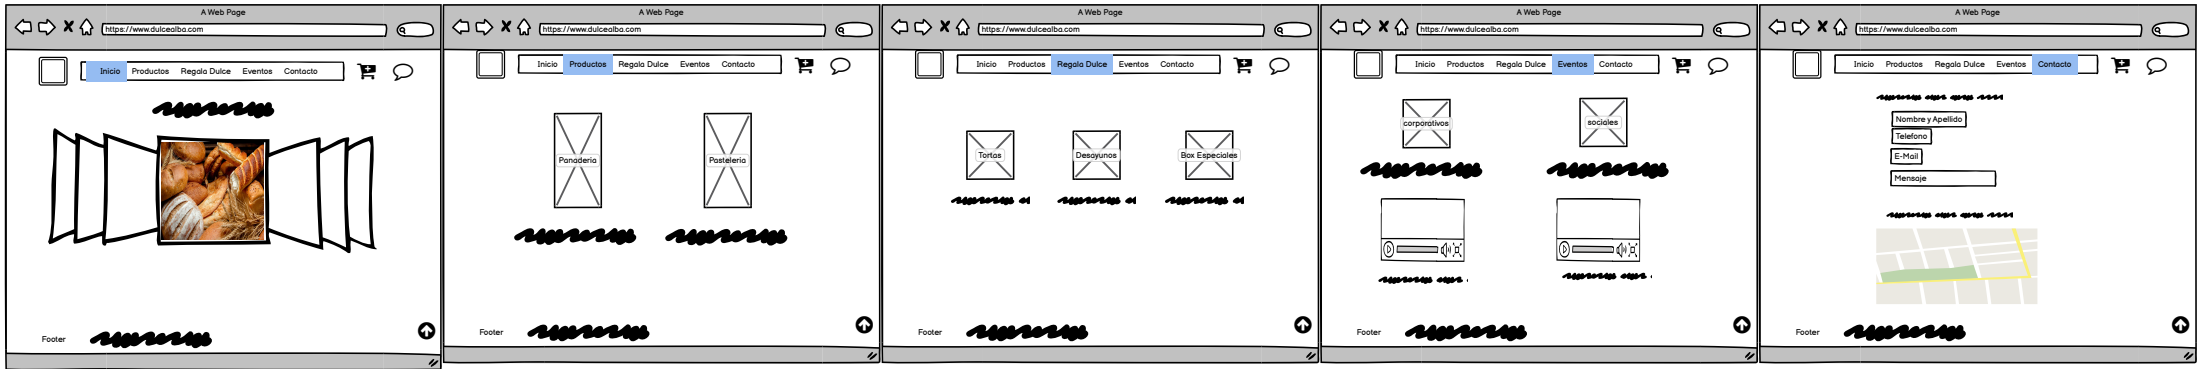 A Web Page
https://www.dulcealba.com
Inicio Productos Regala Dulce Eventos Contacto
Footer
A Web Page
https://www.dulcealba.com
Inicio Productos Regala Dulce Eventos Contacto
Panaderia Pasteleria
Footer
A Web Page
https://www.dulcealba.com
Inicio Productos Regala Dulce Eventos Contacto
Tortas Desayunos Box Especiales
Footer
A Web Page
https://www.dulcealba.com
Inicio Productos Regala Dulce Eventos Contacto
corporativos sociales
Footer
A Web Page
https://www.dulcealba.com
Inicio Productos Regala Dulce Eventos Contacto
Nombre y Apellido
Telefono
E-Mail
Mensaje
Footer